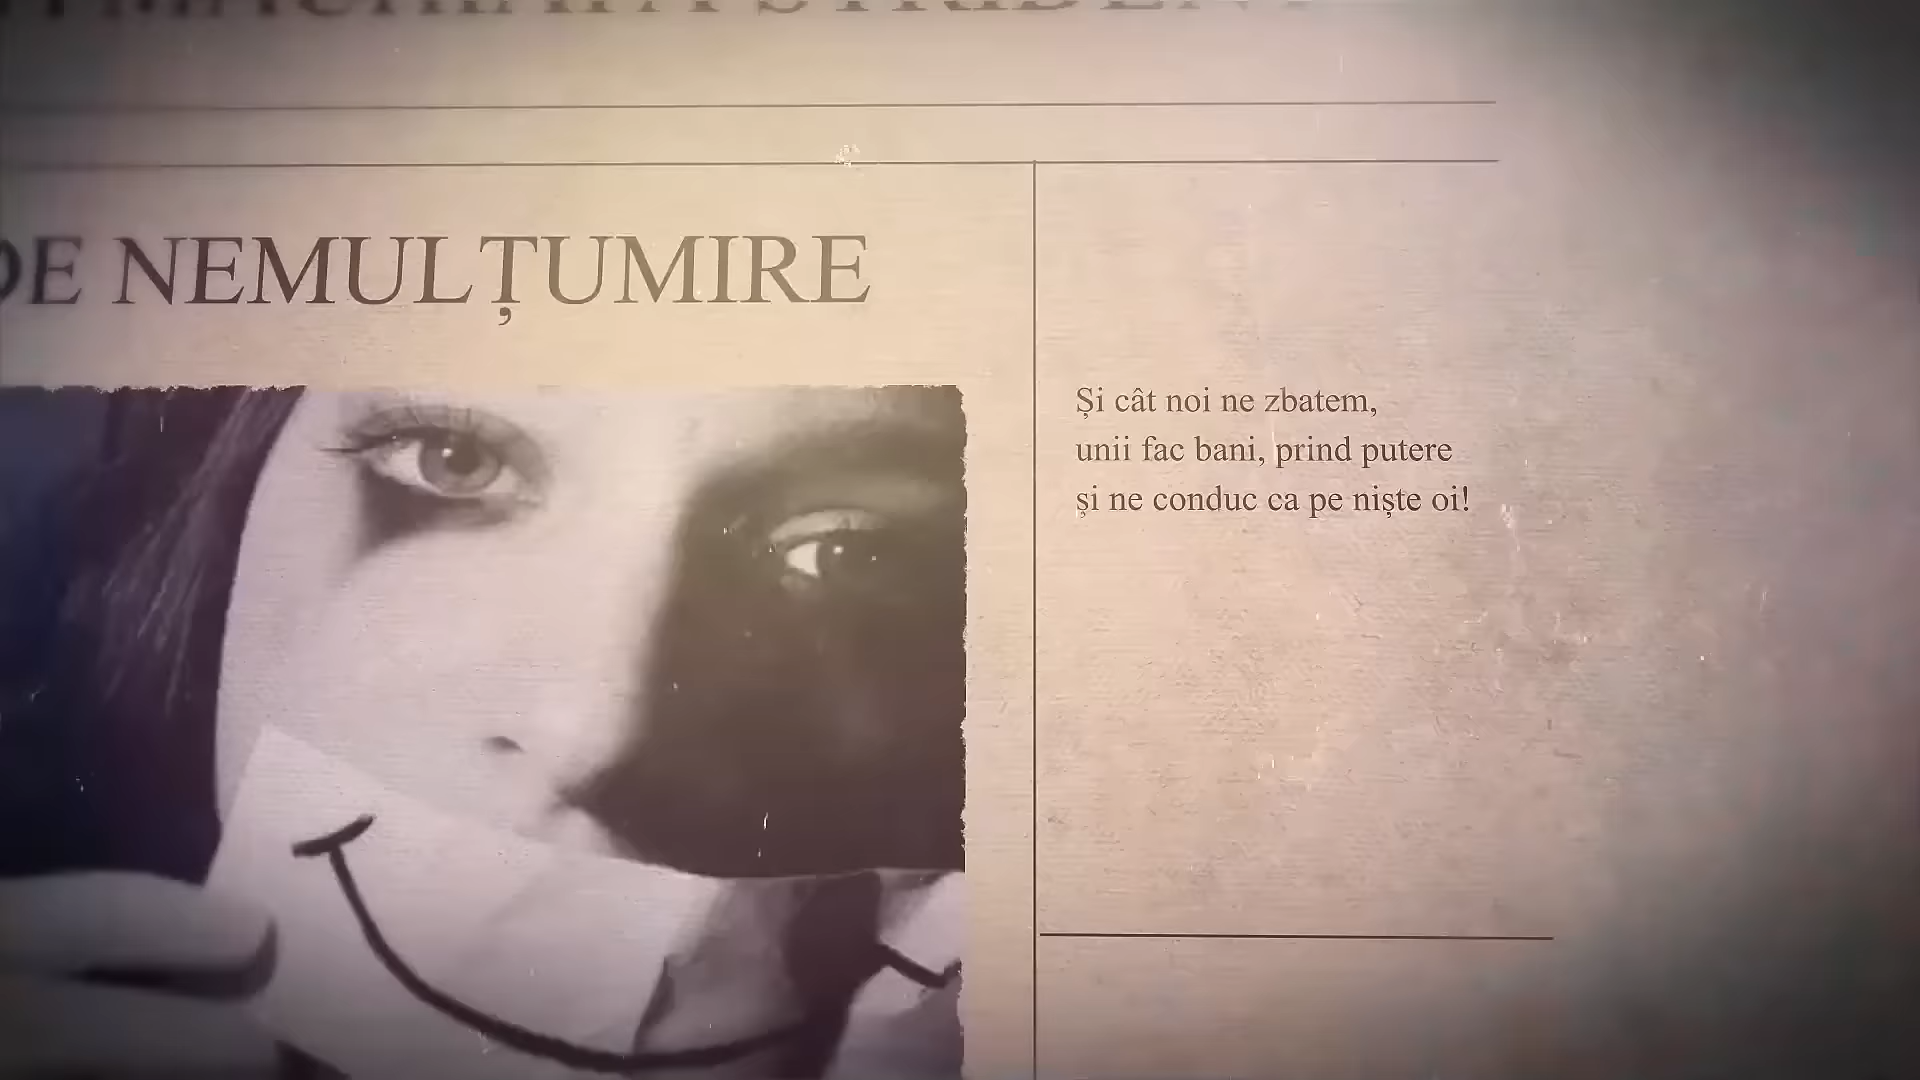 STRIDENT
DE NEMULȚUMIRE
Și cât noi ne zbatem,
unii fac bani, prind putere
și ne conduc ca pe niște oi!